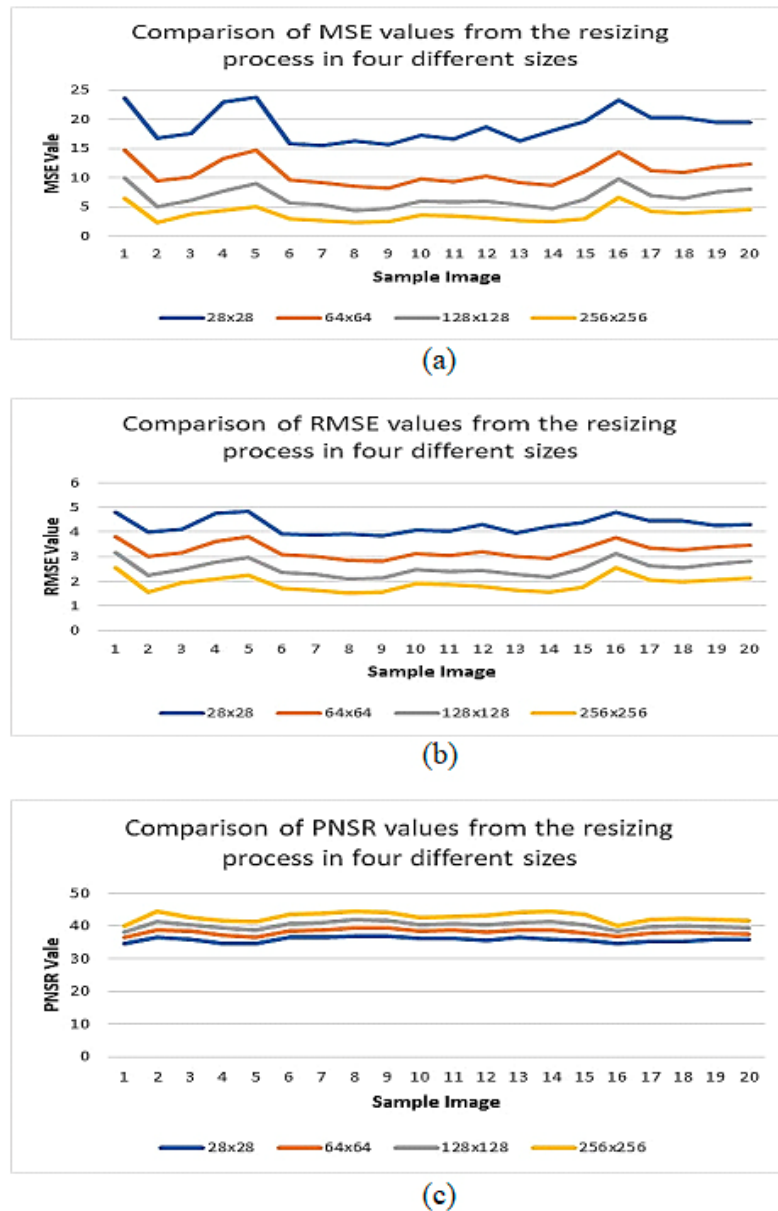 Comparison of MSE values from the resizing
process in four different sizes
MSE Vale
25
20
15
10
5
0
1 2 3 4 5 6 7 8 9 10 11 12 13 14 15 16 17 18 19 20
Sample Image
28x28 64x64 128x128 256x256
(a)
Comparison of RMSE values from the resizing
process in four different sizes
RMSE Value
6
5
4
3
2
1
0
1 2 3 4 5 6 7 8 9 10 11 12 13 14 15 16 17 18 19 20
Sample Image
28x28 64x64 128x128 256x256
(b)
Comparison of PNSR values from the resizing
process in four different sizes
PNSR Vale
50
40
30
20
10
0
1 2 3 4 5 6 7 8 9 10 11 12 13 14 15 16 17 18 19 20
Sample Image
28x28 64x64 128x128 256x256
(c)